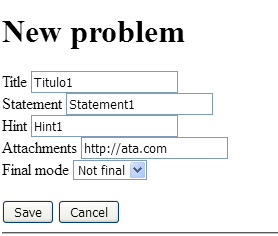 New problem
Title Titulo1
Statement Statement1
Hint Hint1
Attachments http://ata.com
Final mode Not final
Save Cancel